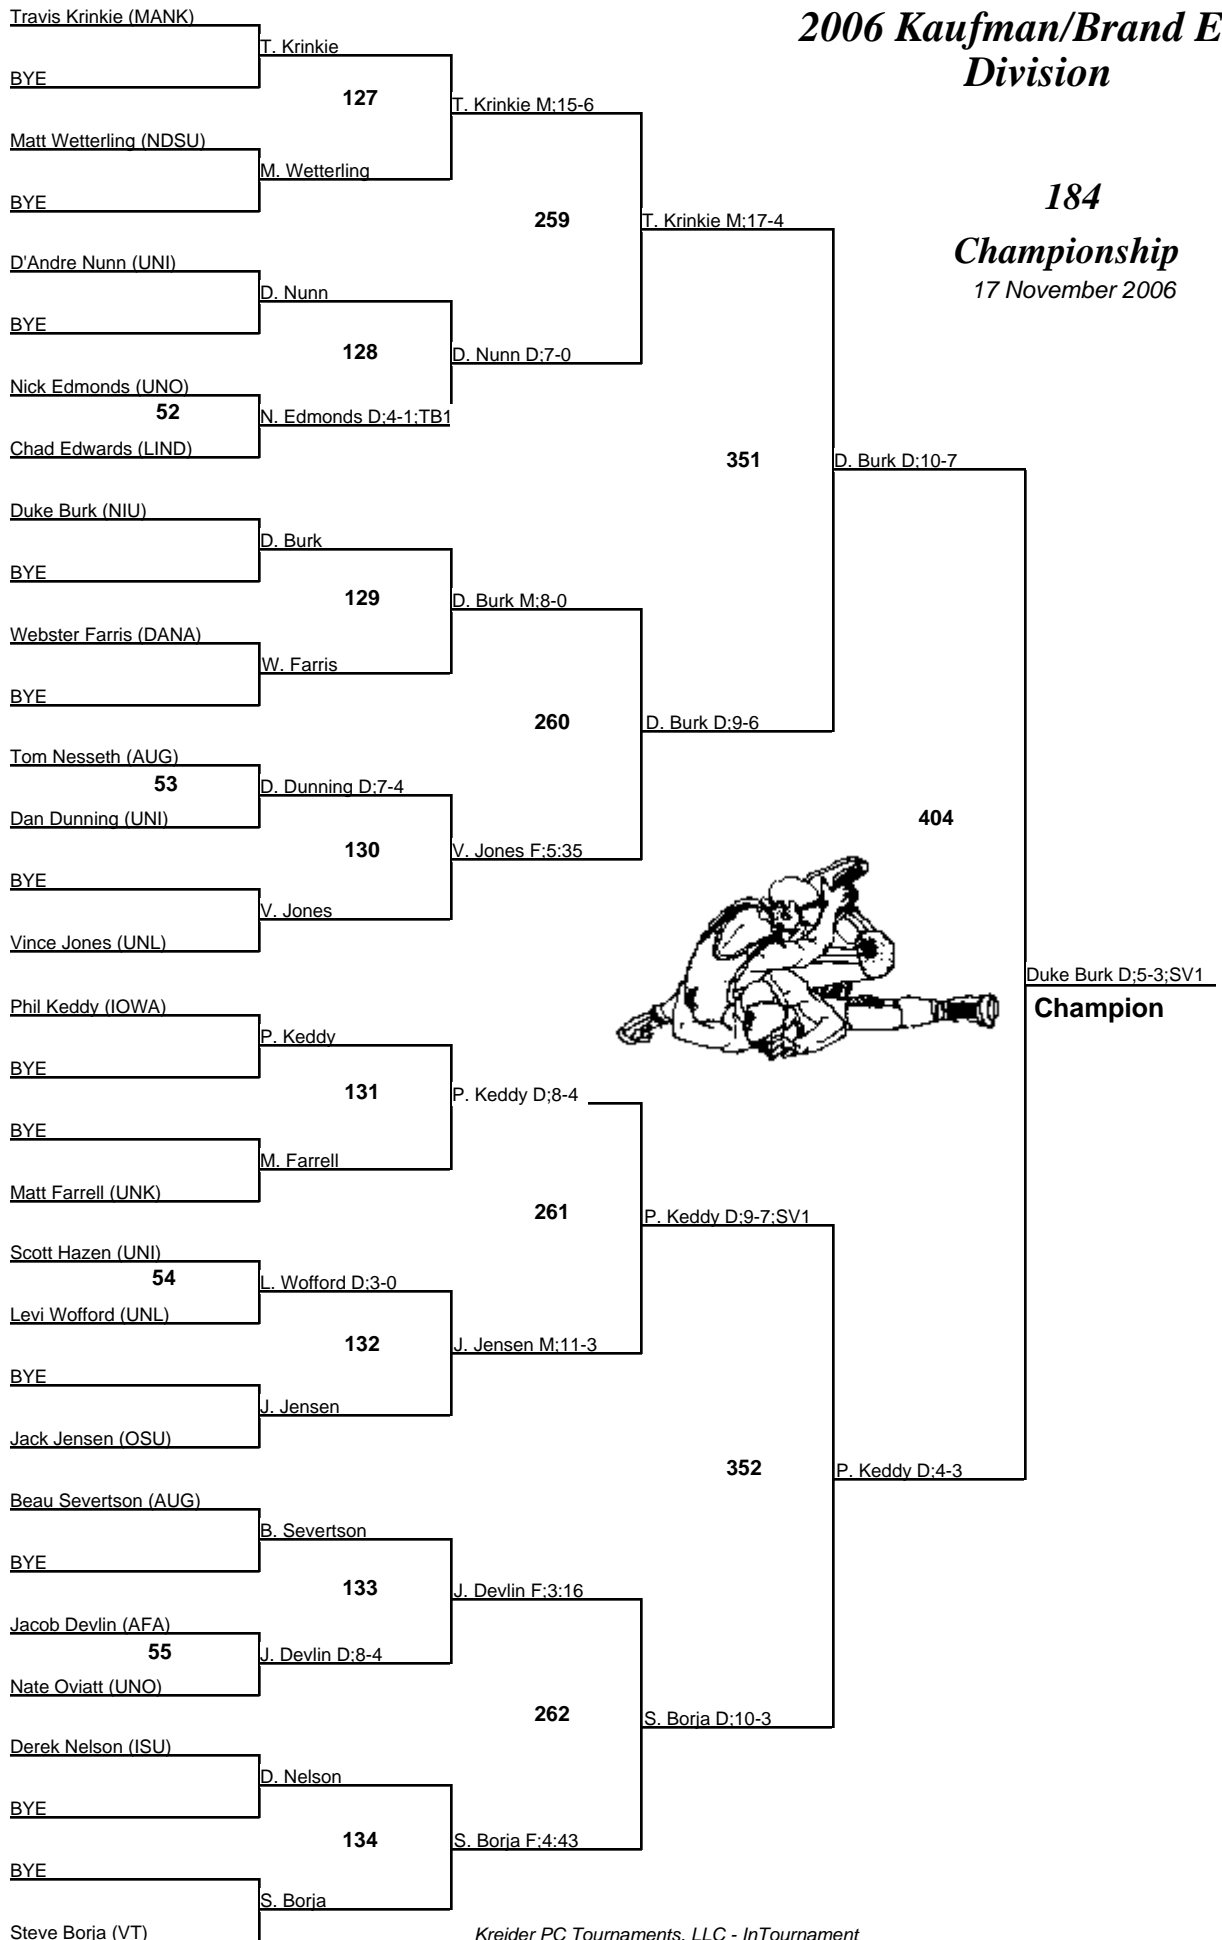 2006 Kaufman/Brand E
Division
184
Championship
17 November 2006
Travis Krinkie (MANK)
T. Krinkie
BYE
127
T. Krinkie M;15-6
Matt Wetterling (NDSU)
M. Wetterling
BYE
259
T. Krinkie M;17-4
D'Andre Nunn (UNI)
D. Nunn
BYE
128
D. Nunn D;7-0
Nick Edmonds (UNO)
52
N. Edmonds D;4-1;TB1
Chad Edwards (LIND)
351
D. Burk D;10-7
Duke Burk (NIU)
D. Burk
BYE
129
D. Burk M;8-0
Webster Farris (DANA)
W. Farris
BYE
260
D. Burk D;9-6
Tom Nesseth (AUG)
53
D. Dunning D;7-4
Dan Dunning (UNI)
404
130
V. Jones F;5:35
BYE
V. Jones
Vince Jones (UNL)
Duke Burk D;5-3;SV1
Champion
Phil Keddy (IOWA)
P. Keddy
BYE
131
P. Keddy D;8-4
BYE
M. Farrell
Matt Farrell (UNK)
261
P. Keddy D;9-7;SV1
Scott Hazen (UNI)
54
L. Wofford D;3-0
Levi Wofford (UNL)
132
J. Jensen M;11-3
BYE
J. Jensen
Jack Jensen (OSU)
352
P. Keddy D;4-3
Beau Severtson (AUG)
B. Severtson
BYE
133
J. Devlin F;3:16
Jacob Devlin (AFA)
55
J. Devlin D;8-4
Nate Oviatt (UNO)
262
S. Borja D;10-3
Derek Nelson (ISU)
D. Nelson
BYE
134
S. Borja F;4:43
BYE
S. Borja
Steve Borja (VT)
Kreider PC Tournaments, LLC - InTournament